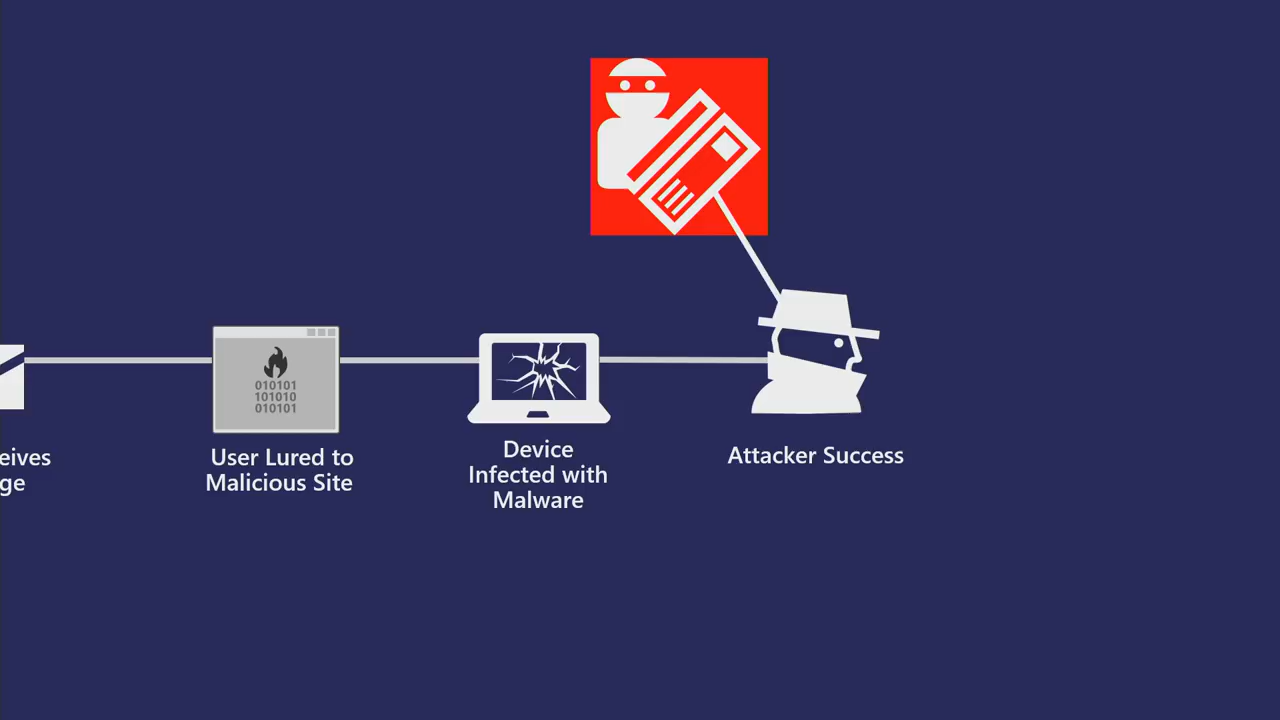 010101
101010
010101
eives
ge
User Lured to
Malicious Site
Device
Infected with
Malware
Attacker Success